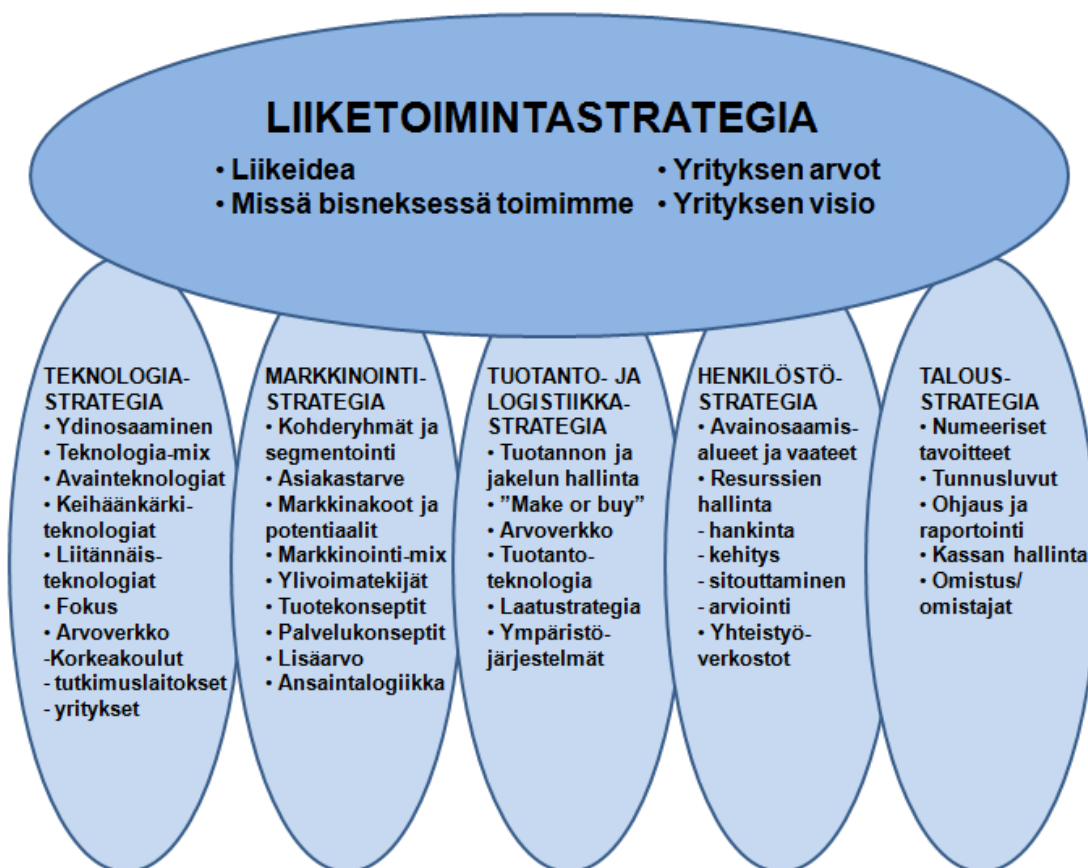 LIIKETOIMINTASTRATEGIA
• Liikeidea
• Missä bisneksessä toimimme
• Yrityksen arvot
• Yrityksen visio
TEKNOLOGIA-
STRATEGIA
• Ydinosaaminen
• Teknologia-mix
• Avainteknologiat
• Keihäänkärki-
teknologiat
• Liitännäis-
teknologiat
• Fokus
• Arvoverkko
-Korkeakoulut
- tutkimuslaitokset
- yritykset
MARKKINOINTI-
STRATEGIA
• Kohderyhmät ja
segmentointi
• Asiakastarve
• Markkinakoot ja
potentiaalit
• Markkinointi-mix
• Ylivoimatekijät
• Tuotekonseptit
• Palvelukonseptit
• Lisäarvo
• Ansaintalogiikka
TUOTANTO- JA
LOGISTIIKKA-
STRATEGIA
• Tuotannon ja
jakelun hallinta
• ”Make or buy”
• Arvoverkko
• Tuotanto-
teknologia
• Laatustrategia
• Ympäristö-
järjestelmät
HENKILÖSTÖ-
STRATEGIA
• Avainosaamis-
alueet ja vaateet
• Resurssien
hallinta
- hankinta
- kehitys
- sitouttaminen
- arviointi
• Yhteistyö-
verkostot
TALOUS-
STRATEGIA
• Numeeriset
tavoitteet
• Tunnusluvut
• Ohjaus ja
raportointi
• Kassan hallinta
• Omistus/
omistajat